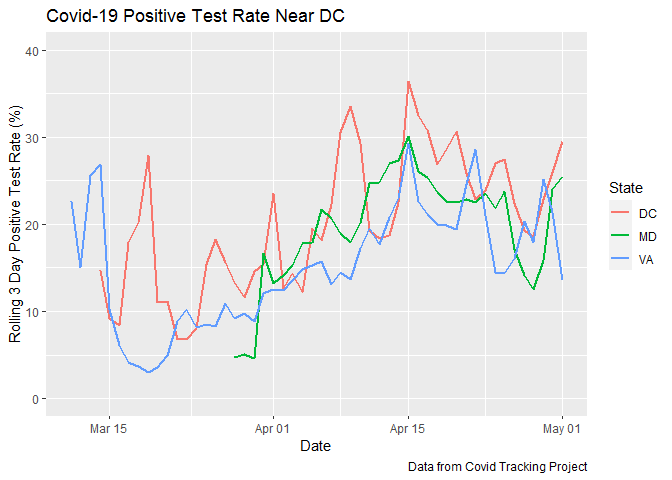 Covid-19 Positive Test Rate Near DC
Rolling 3 Day Positive Test Rate (%)
40
30
20
10
0
Mar 15
Apr 01
Apr 15
May 01
Date
State
DC
MD
VA
Data from Covid Tracking Project